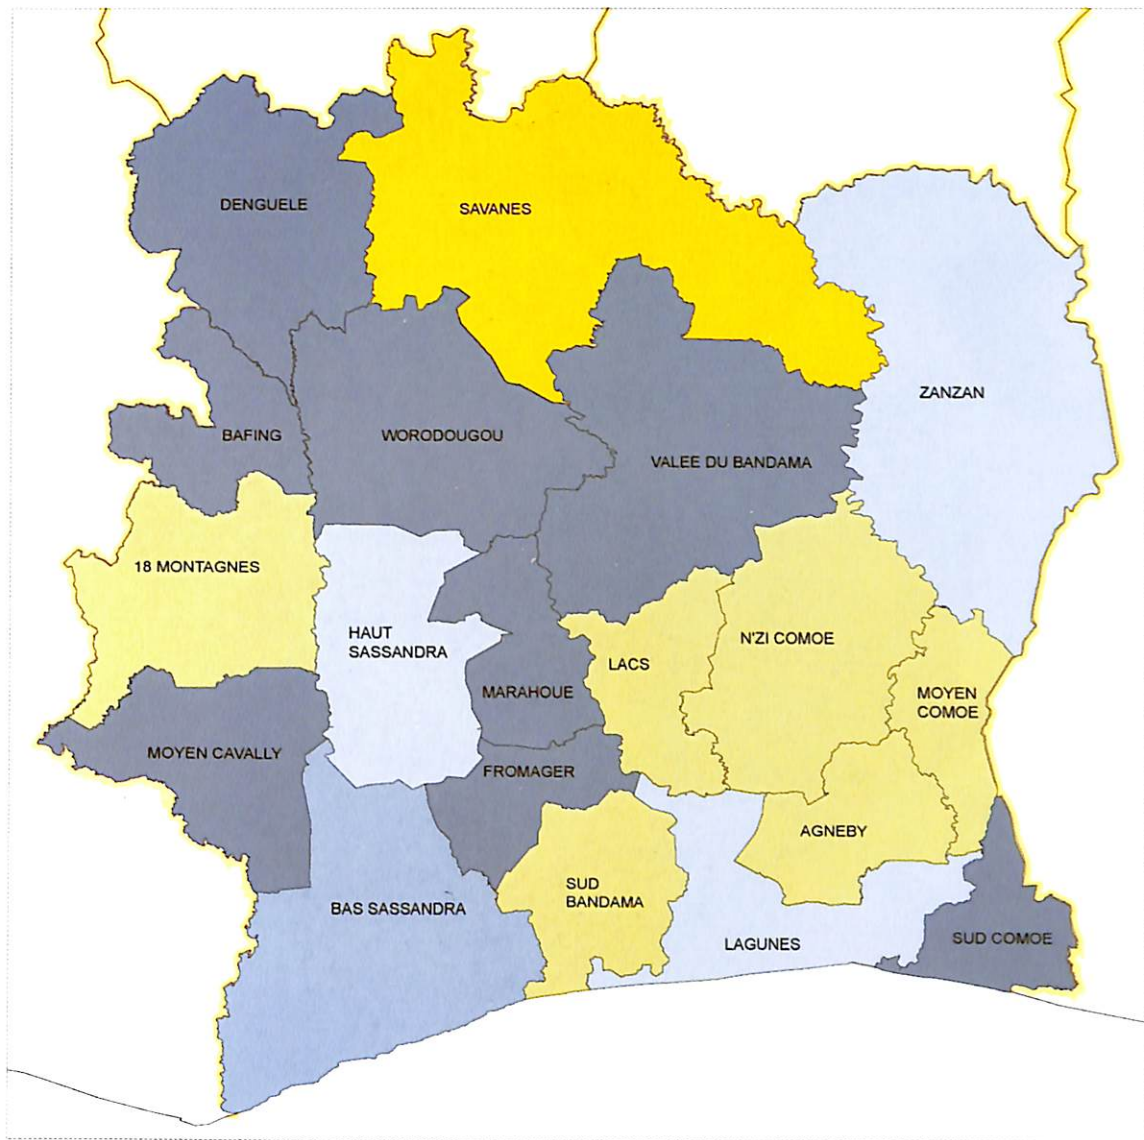 DENGUELE
SAVANES
ZANZAN
BAFING
WORODOUGOU
VALEE DU BANDAMA
18 MONTAGNES
HAUT
SASSANDRA
N'ZI COMOE
LACS
MARAHOUE
MOYEN
COMOE
MOYEN CAVALLY
FROMAGER
AGNEBY
SUD
BANDAMA
BAS SASSANDRA
LAGUNES
SUD COMOE